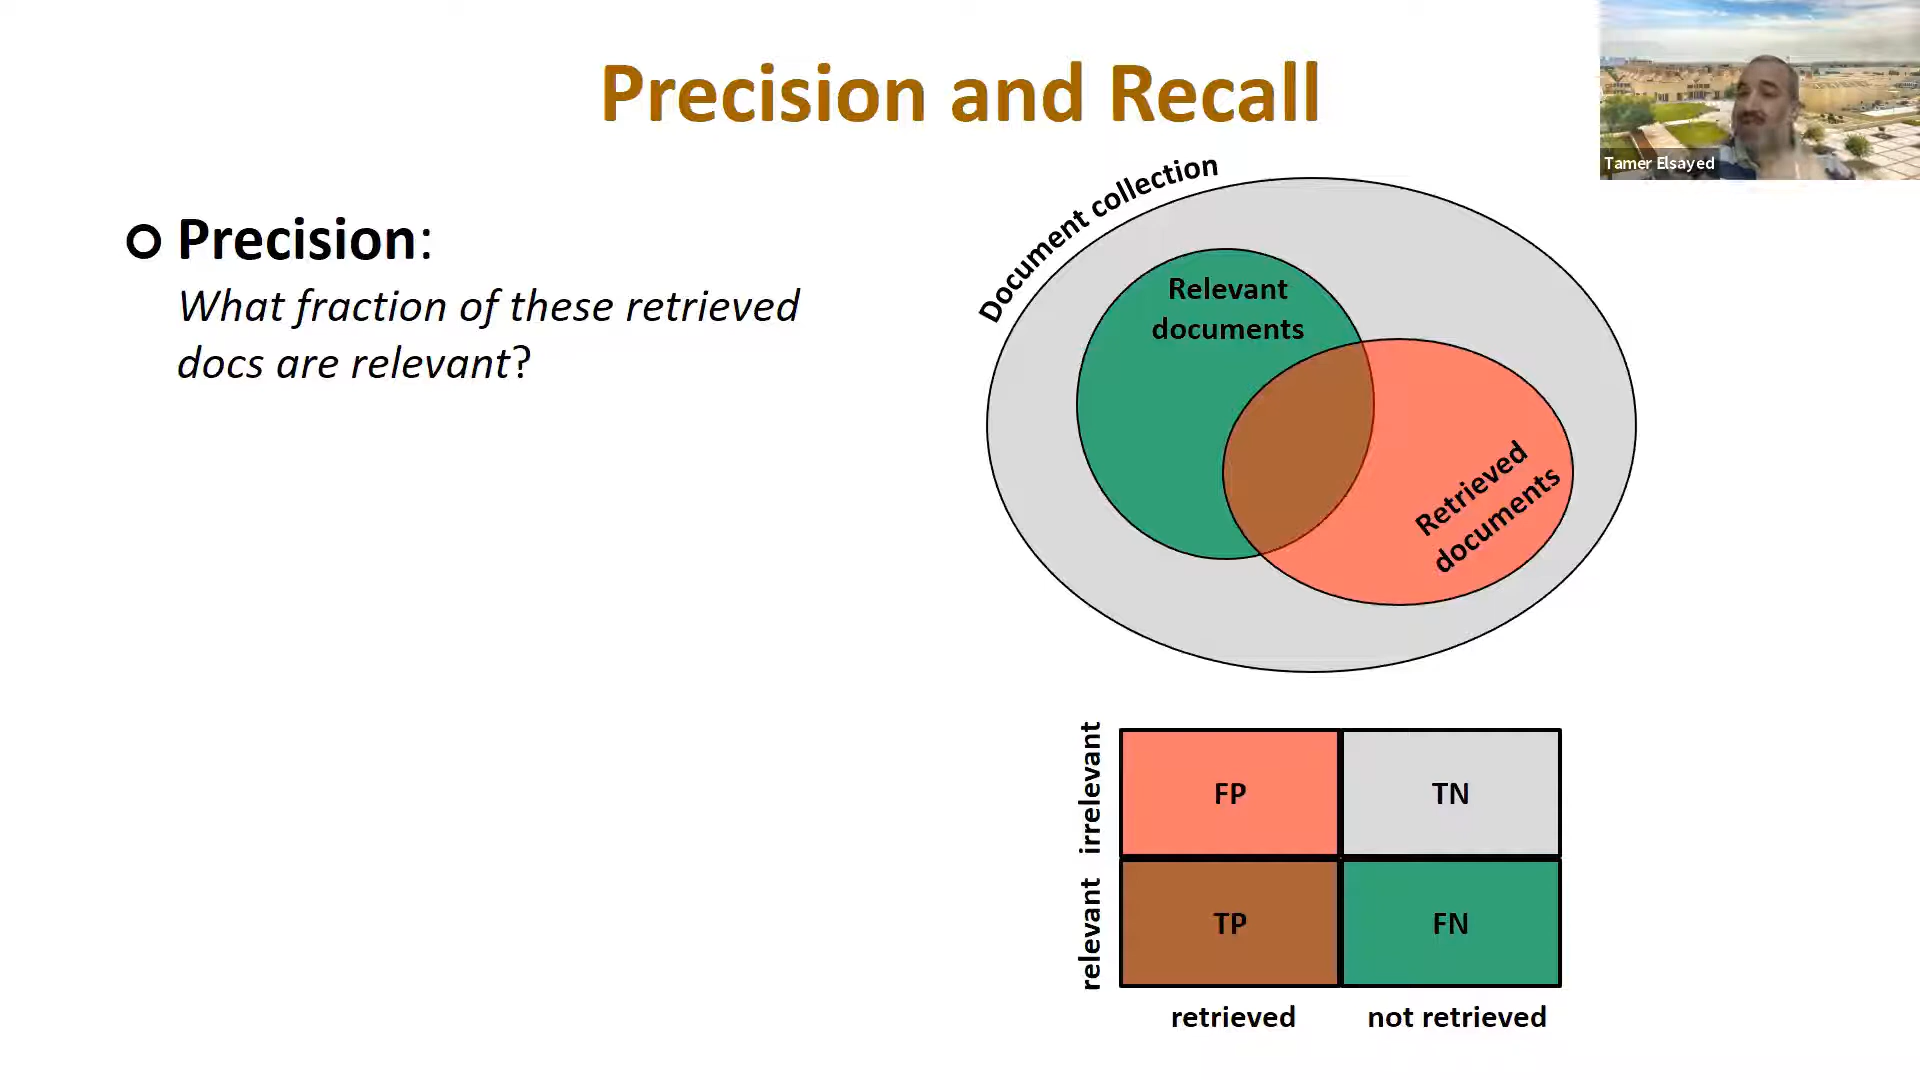 Precision and Recall
Tamer Elsayed
Precision:
What fraction of these retrieved
docs are relevant?
Document collection
Relevant
documents
Retrieved
documents
irrelevant
FP
TN
relevant
TP
FN
retrieved
not retrieved